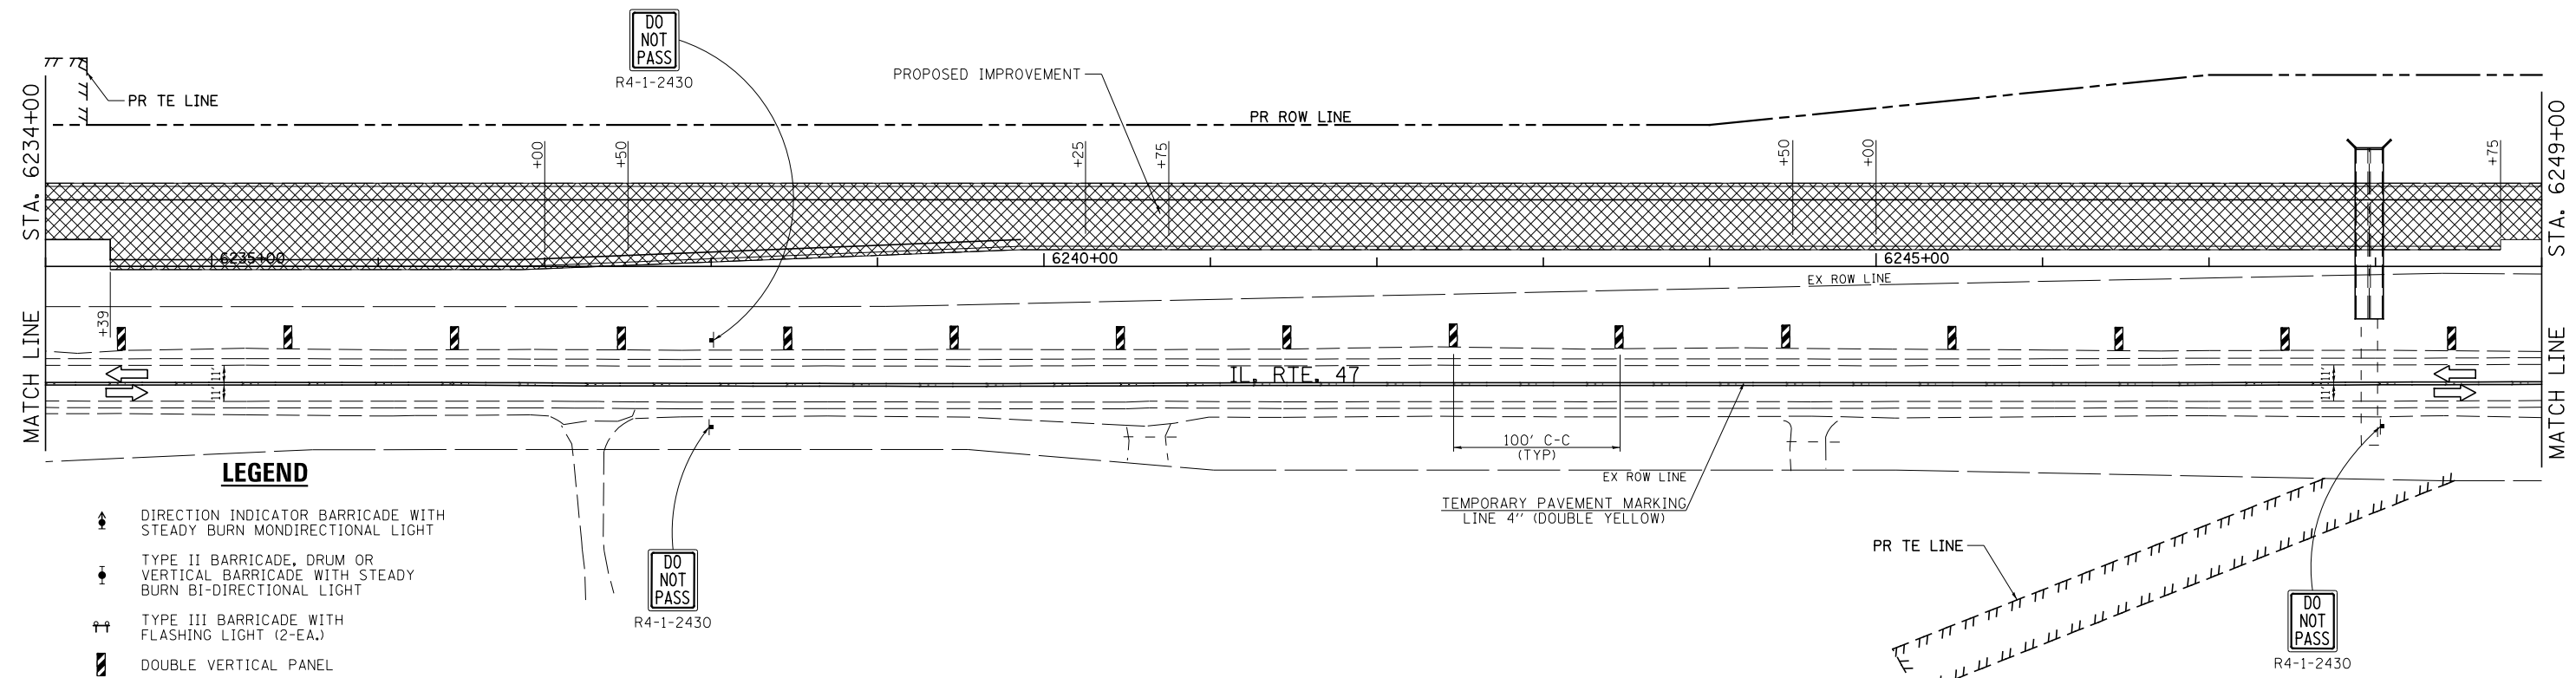 DO
NOT
PASS
R4-1-2430
PROPOSED IMPROVEMENT
PR TE LINE
PR ROW LINE
STA. 6234+00
STA. 6249+00
+00
+50
+25
+75
+50
+00
+75
6235+00
6240+00
6245+00
EX ROW LINE
+39
MATCH LINE
MATCH LINE
11' 11'
IL. RTE. 47
11' 11'
100' C-C
(TYP)
EX ROW LINE
TEMPORARY PAVEMENT MARKING
LINE 4" (DOUBLE YELLOW)
LEGEND
DIRECTION INDICATOR BARRICADE WITH
STEADY BURN MONDIRECTIONAL LIGHT
TYPE II BARRICADE, DRUM OR
VERTICAL BARRICADE WITH STEADY
BURN BI-DIRECTIONAL LIGHT
TYPE III BARRICADE WITH
FLASHING LIGHT (2-EA.)
DOUBLE VERTICAL PANEL
DO
NOT
PASS
R4-1-2430
PR TE LINE
DO
NOT
PASS
R4-1-2430